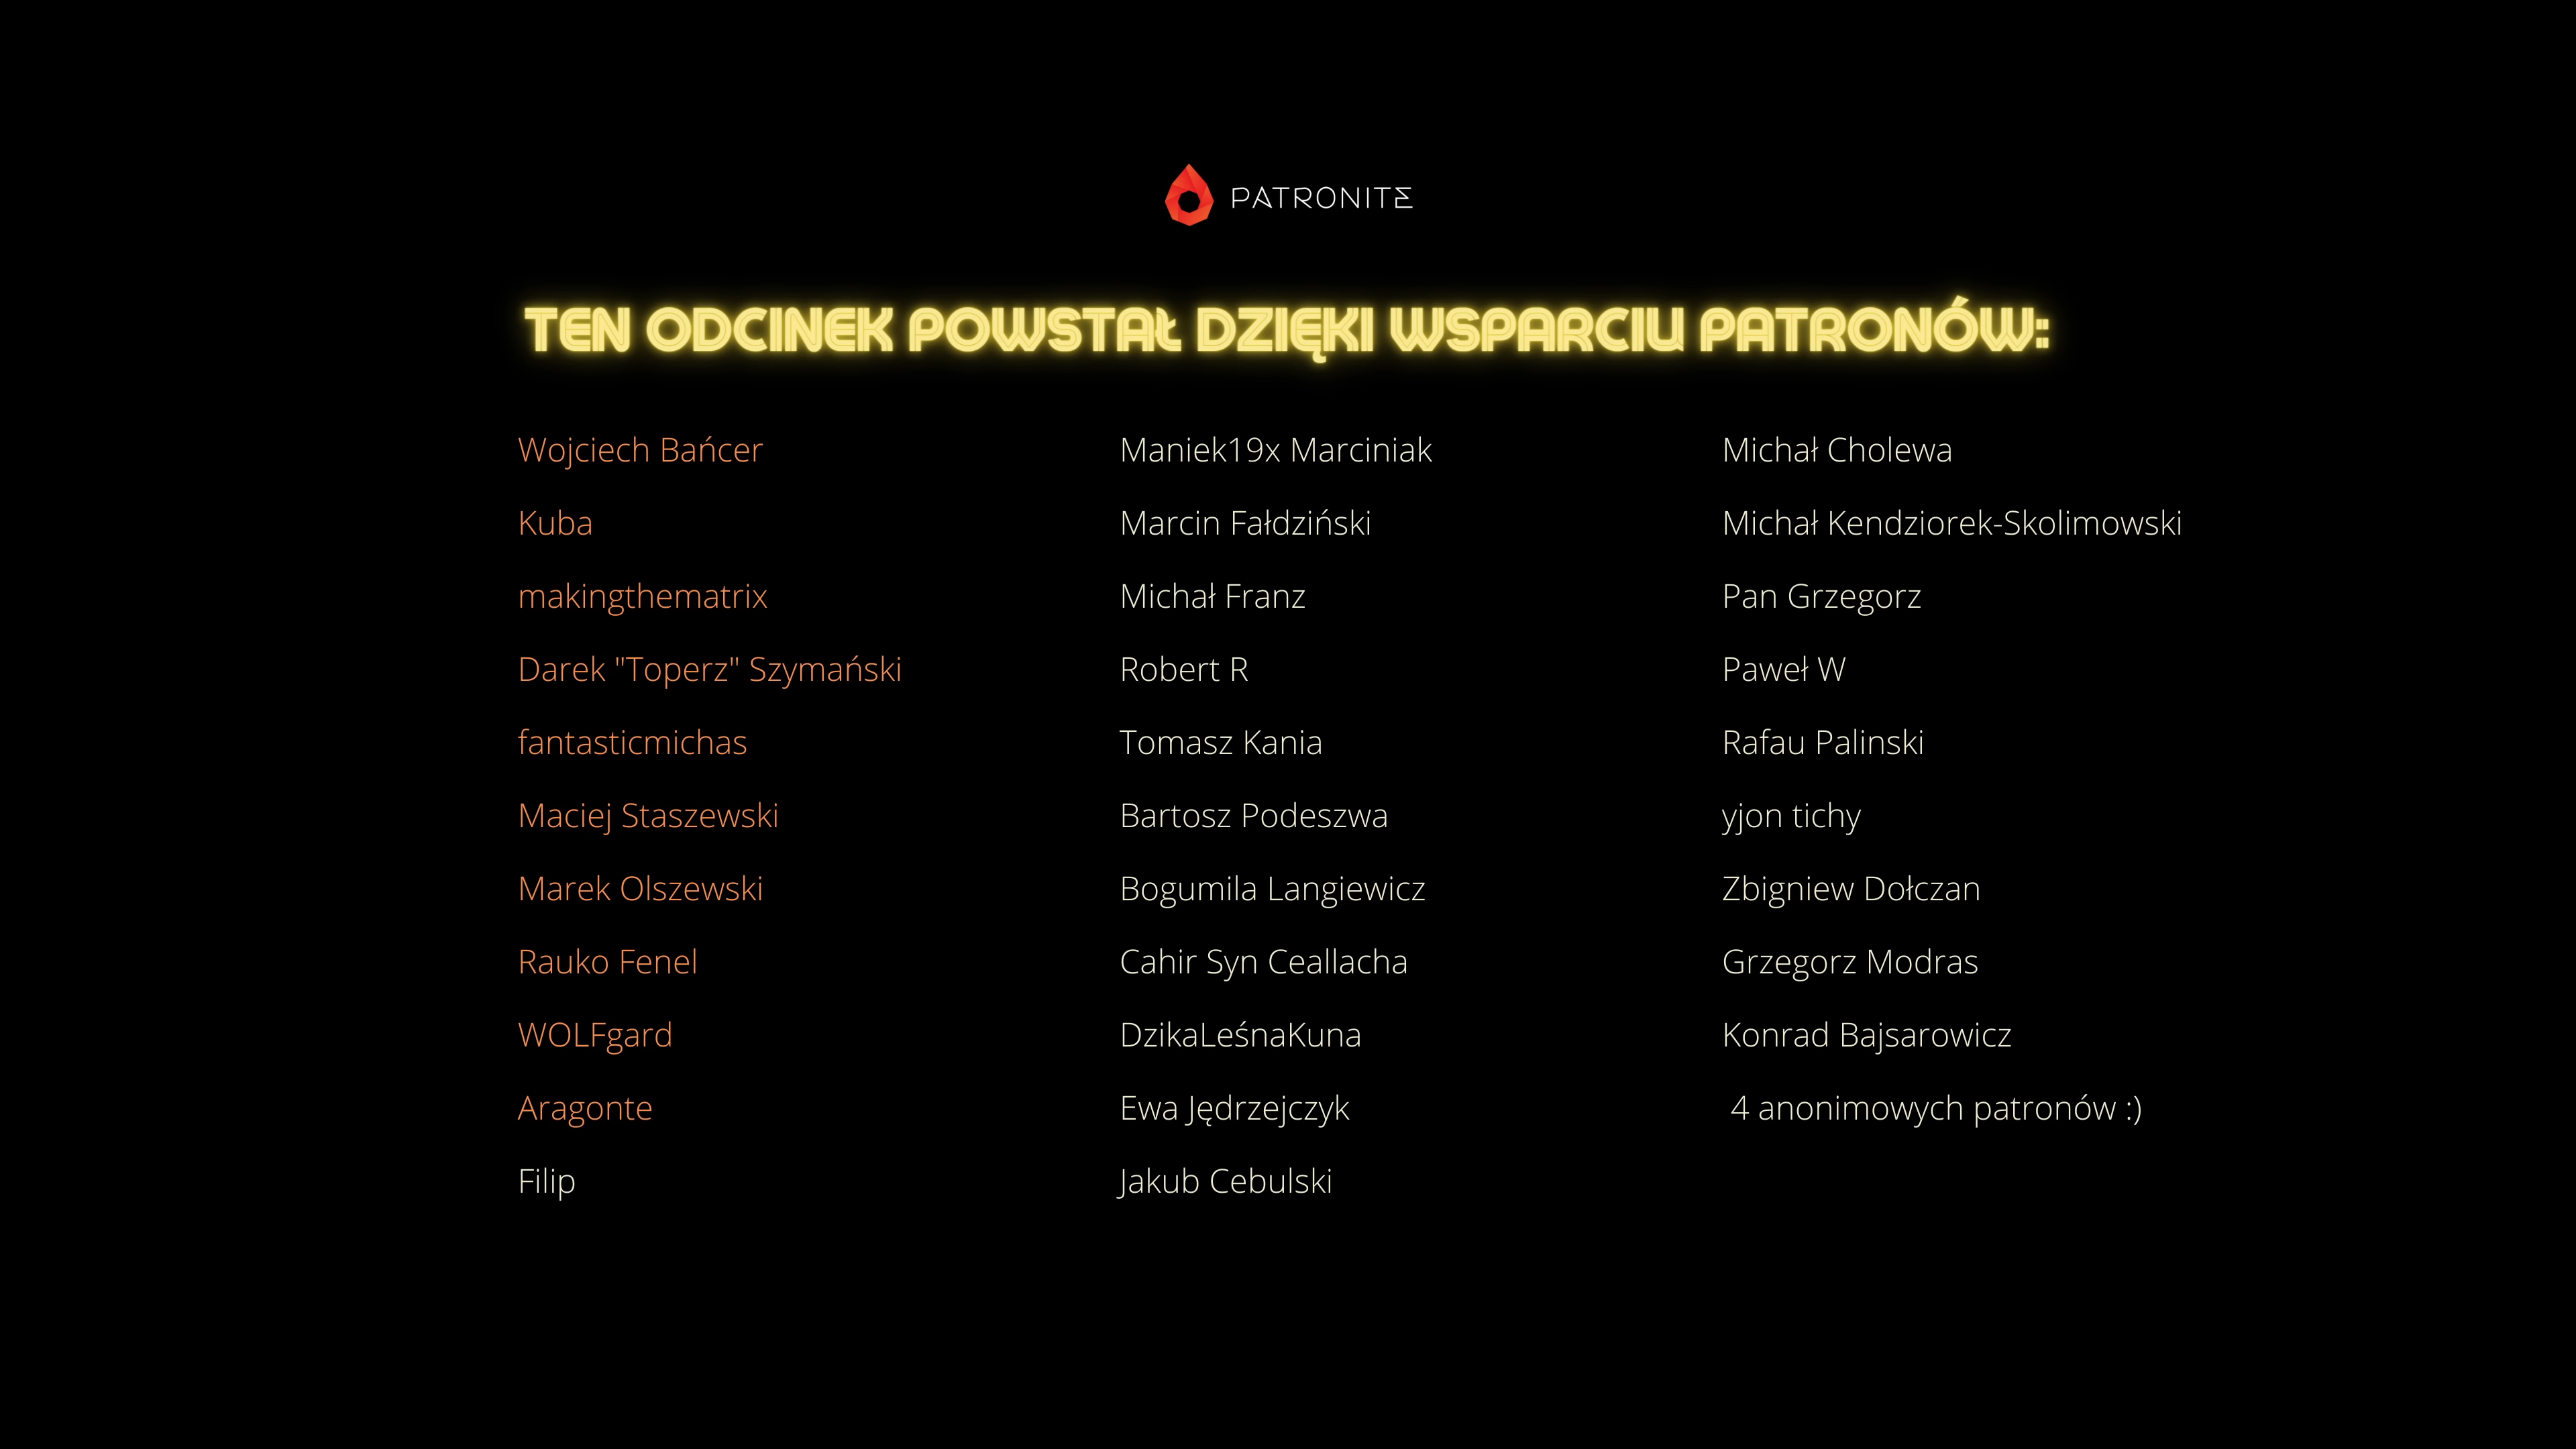 PATRONITE
TEN ODCINEK POWSTAŁ DZIĘKI WSPARCIU PATRONÓW:
Wojciech Bańcer
Kuba
makingthematrix
Darek "Toperz" Szymański
fantasticmichas
Maciej Staszewski
Marek Olszewski
Rauko Fenel
WOLFgard
Aragonte
Filip
Maniek19x Marciniak
Marcin Fałdziński
Michał Franz
Robert R
Tomasz Kania
Bartosz Podeszwa
Bogumila Langiewicz
Cahir Syn Ceallacha
DzikaLeśnaKuna
Ewa Jędrzejczyk
Jakub Cebulski
Michał Cholewa
Michał Kendziorek-Skolimowski
Pan Grzegorz
Paweł W
Rafau Palinski
yjon tichy
Zbigniew Dołczan
Grzegorz Modras
Konrad Bajsarowicz
4 anonimowych patronów :)